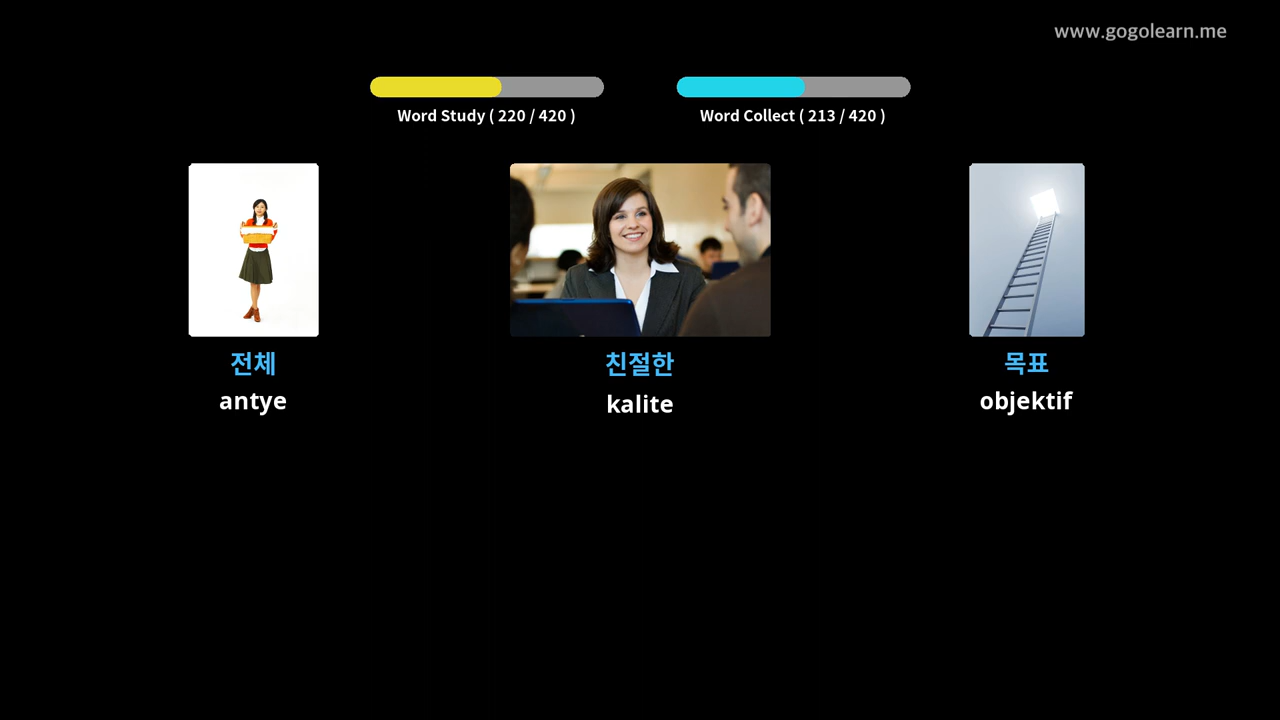 www.gogolearn.me
Word Study ( 220 / 420 )
Word Collect ( 213 / 420 )
전체
친절한
목표
antye
kalite
objektif